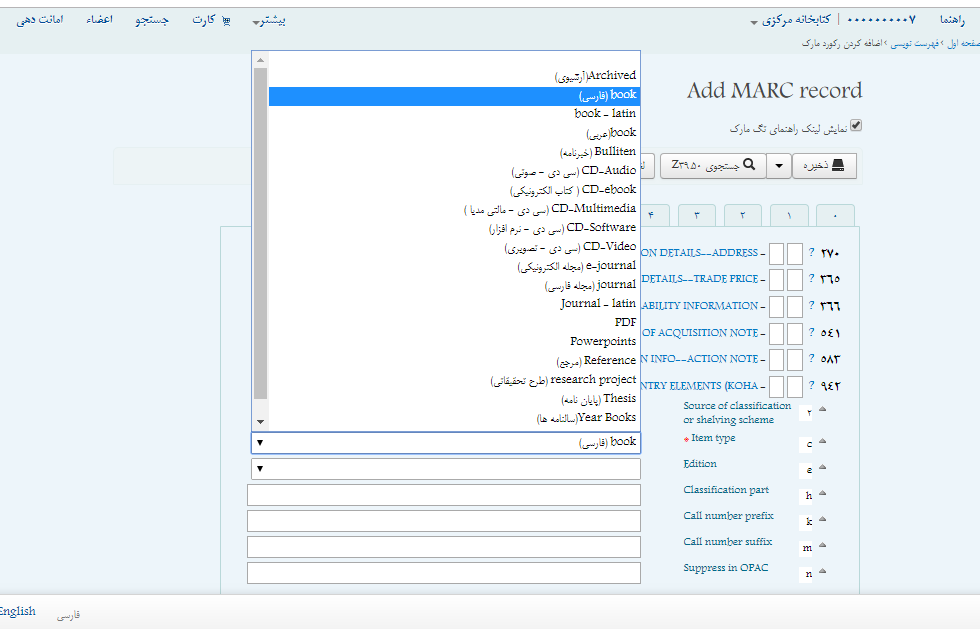 راهنما ۰۰۰۰۰۰۰۰۰۷ | کتابخانه مرکزی بیشتر کارت جستجو اعضاء امانت دهی
صفحه اول › فهرست نویسی › اضافه کردن رکورد مارک
Add MARC record
نمایش لینک راهنمای تگ مارک
ذخیره جستجوی Z۳۹.۵۰
۰ ۱ ۲ ۳ ۴
۲۷۰ ? ON DETAILS--ADDRESS -
۳۶۵ ? DETAILS--TRADE PRICE -
۳۶۶ ? ABILITY INFORMATION -
۵۴۱ ? OF ACQUISITION NOTE -
۵۸۳ ? N INFO--ACTION NOTE -
۹۴۲ ? NTRY ELEMENTS (KOHA -
۲ Source of classification
or shelving scheme
Archived(آرشیوی)
book (فارسی)
book - latin
book(عربی)
Bulliten (خبرنامه)
CD-Audio (سی دی - صوتی)
CD-ebook ( کتاب الکترونیکی)
CD-Multimedia (سی دی - مالتی مدیا )
CD-Software (سی دی - نرم افزار)
CD-Video (سی دی - تصویری)
e-journal (مجله الکترونیکی)
journal (مجله فارسی)
Journal - latin
PDF
Powerpoints
Reference (مرجع)
research project (طرح تحقیقاتی)
Thesis (پایان نامه)
Year Books(سالنامه ها)
c * Item type book (فارسی)
e Edition
h Classification part
k Call number prefix
m Call number suffix
n Suppress in OPAC
English فارسی